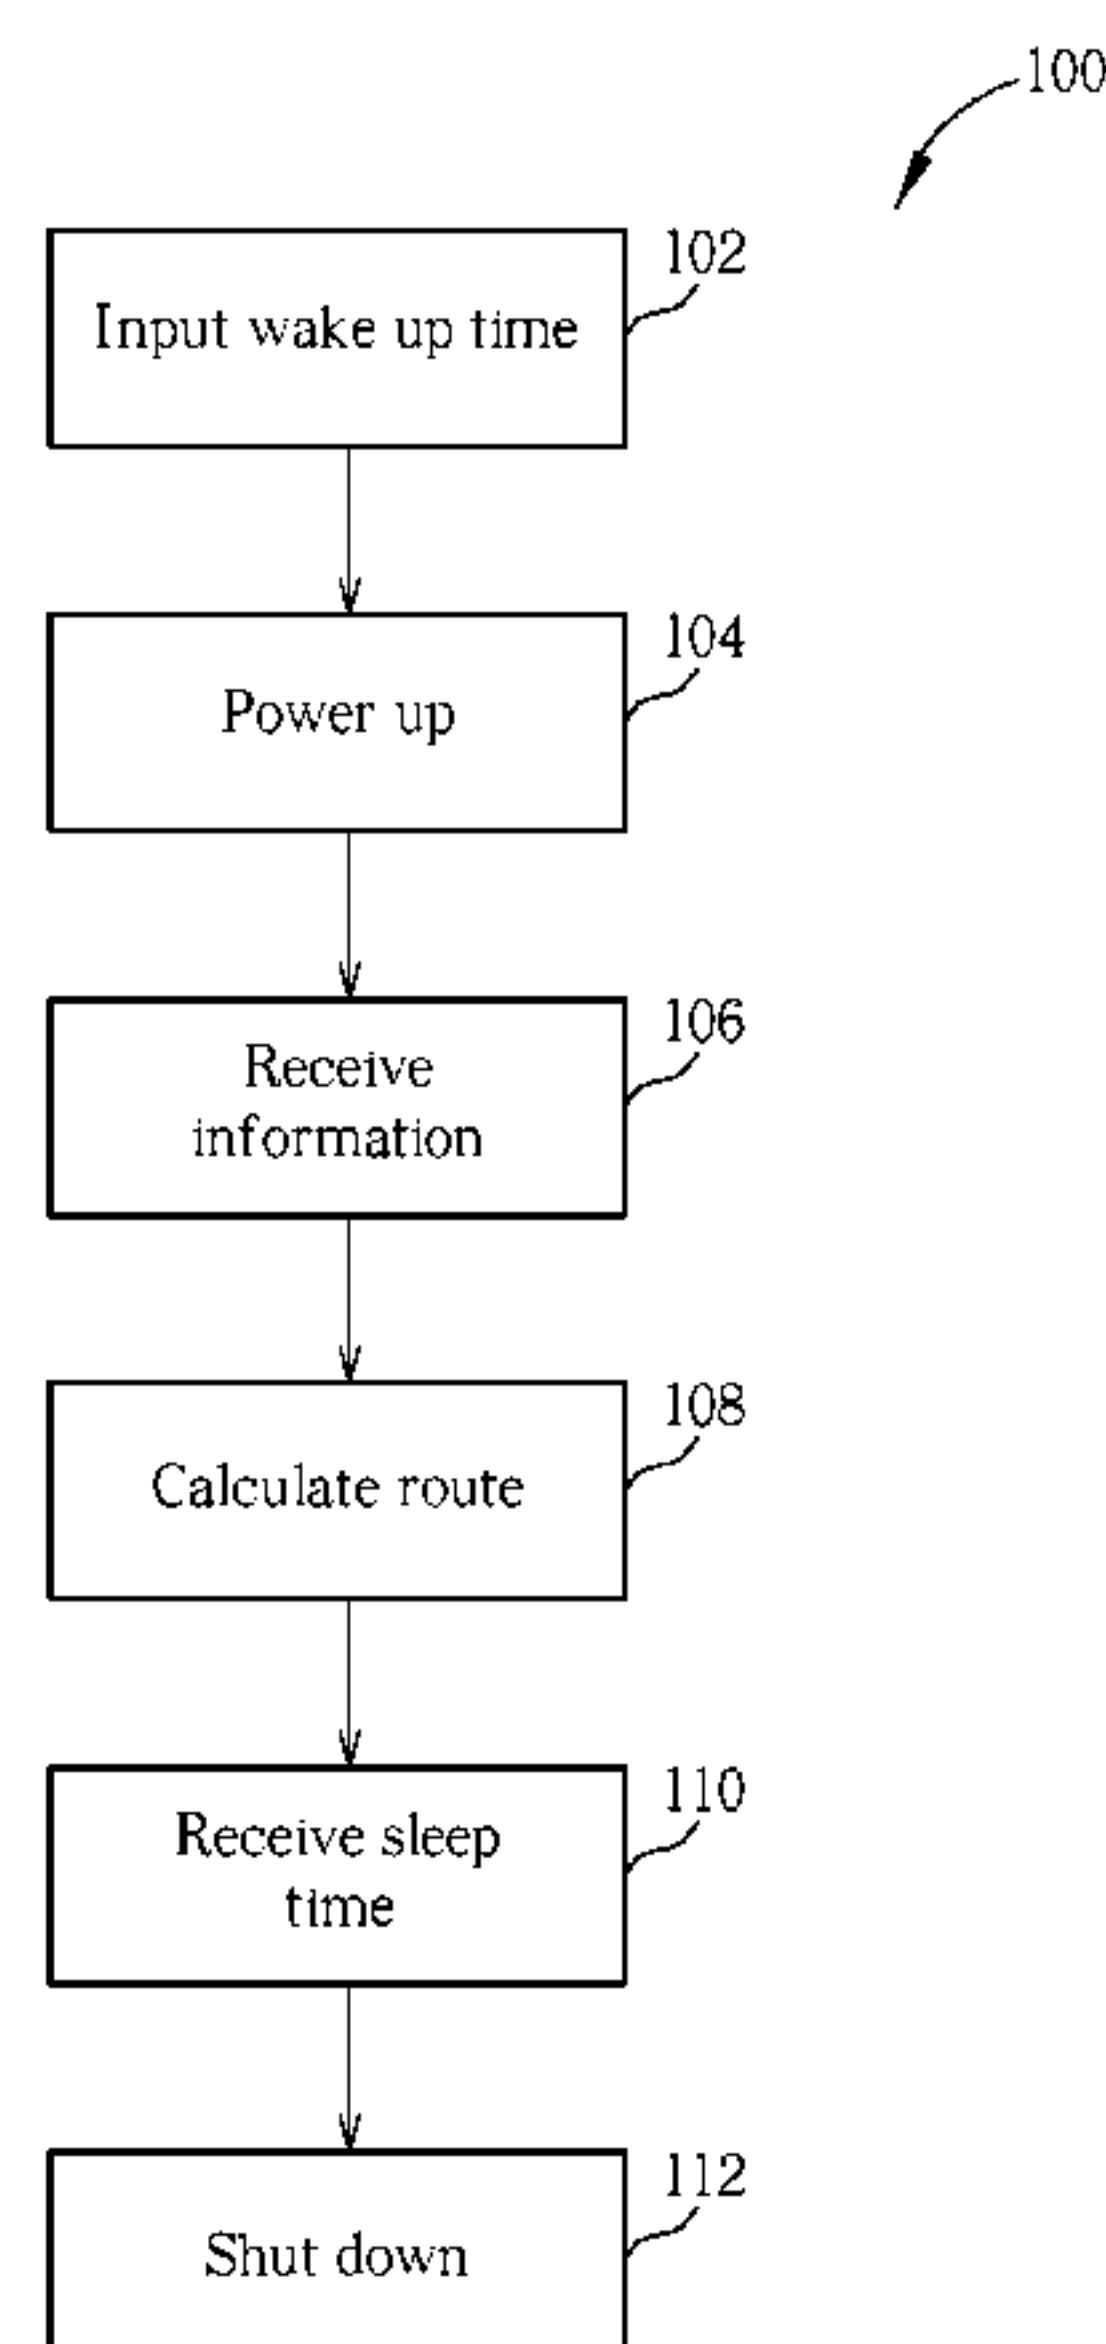 100
102
Input wake up time
104
Power up
106
Receive
information
108
Calculate route
110
Receive sleep
time
112
Shut down